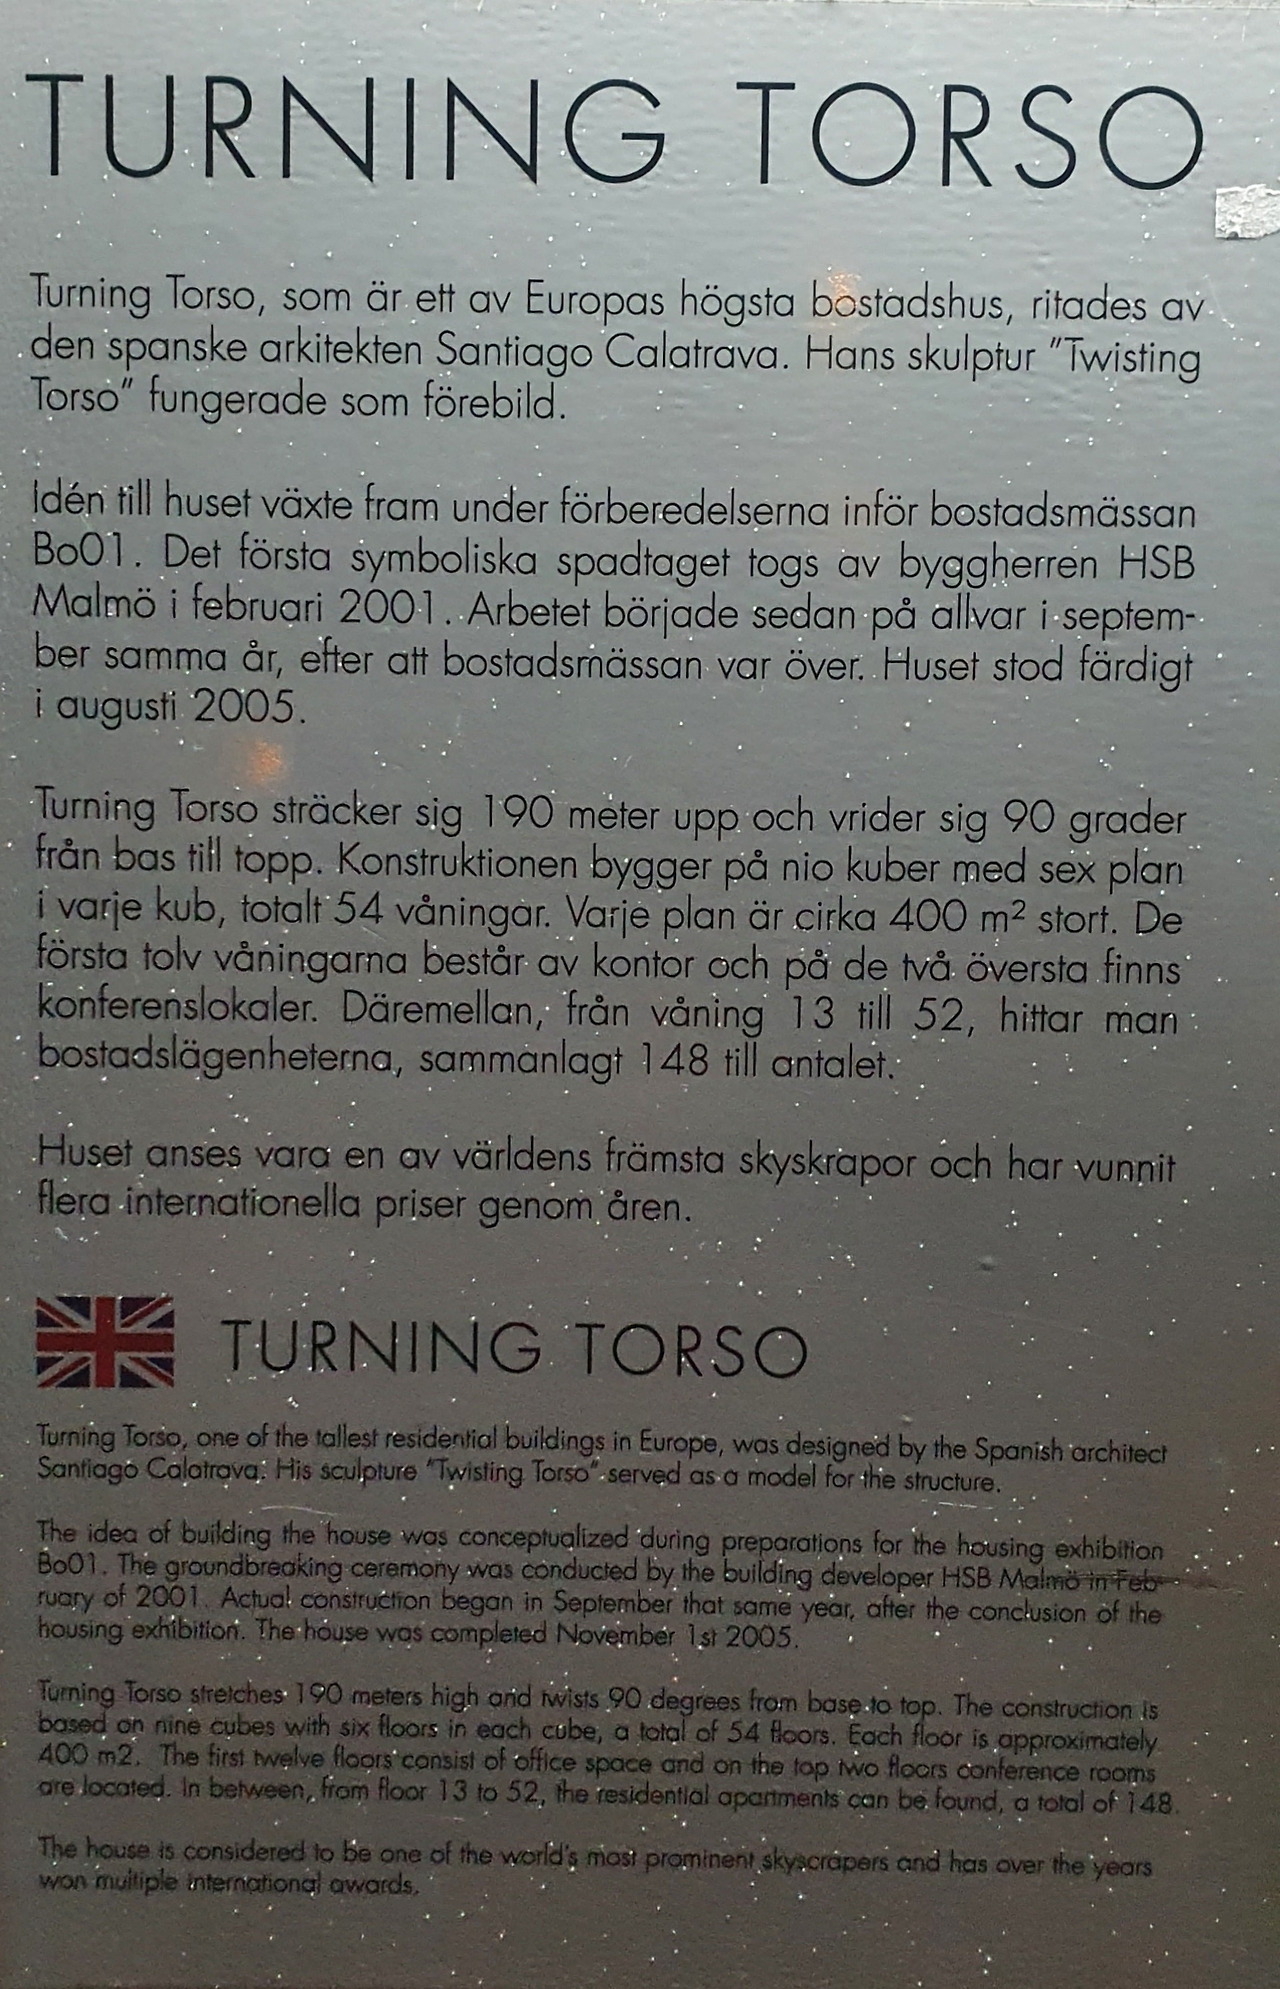 TURNING TORSO
Turning Torso, som är ett av Europas högsta bostadshus, ritades av
den spanske arkitekten Santiago Calatrava. Hans skulptur "Twisting
Torso" fungerade som förebild.
Idén till huset växte fram under förberedelserna inför bostadsmässan
Bo01. Det första symboliska spadtaget togs av byggherren HSB
Malmö i februari 2001. Arbetet började sedan på allvar i septem-
ber samma år, efter att bostadsmässan var över. Huset stod färdigt
i augusti 2005.
Turning Torso sträcker sig 190 meter upp och vrider sig 90 grader
från bas till topp. Konstruktionen bygger på nio kuber med sex plan
i varje kub, totalt 54 våningar. Varje plan är cirka 400 m² stort. De
första tolv våningarna består av kontor och på de två översta finns
konferenslokaler. Däremellan, från våning 13 till 52, hittar man
bostadslägenheterna, sammanlagt 148 till antalet.
Huset anses vara en av världens främsta skyskrapor och har vunnit
flera internationella priser genom åren.
TURNING TORSO
Turning Torso, one of the tallest residential buildings in Europe, was designed by the Spanish architect
Santiago Calatrava. His sculpture "Twisting Torso" served as a model for the structure.
The idea of building the house was conceptualized during preparations for the housing exhibition
Bo01. The groundbreaking ceremony was conducted by the building developer HSB Malmö in Feb-
ruary of 2001. Actual construction began in September that same year, after the conclusion of the
housing exhibition. The house was completed November 1st 2005.
Turning Torso stretches 190 meters high and twists 90 degrees from base to top. The construction is
based on nine cubes with six floors in each cube, a total of 54 floors. Each floor is approximately
400 m2. The first twelve floors consist of office space and on the top two floors conference rooms
are located. In between, from floor 13 to 52, the residential apartments can be found, a total of 148.
The house is considered to be one of the world's most prominent skyscrapers and has over the years
won multiple international awards.